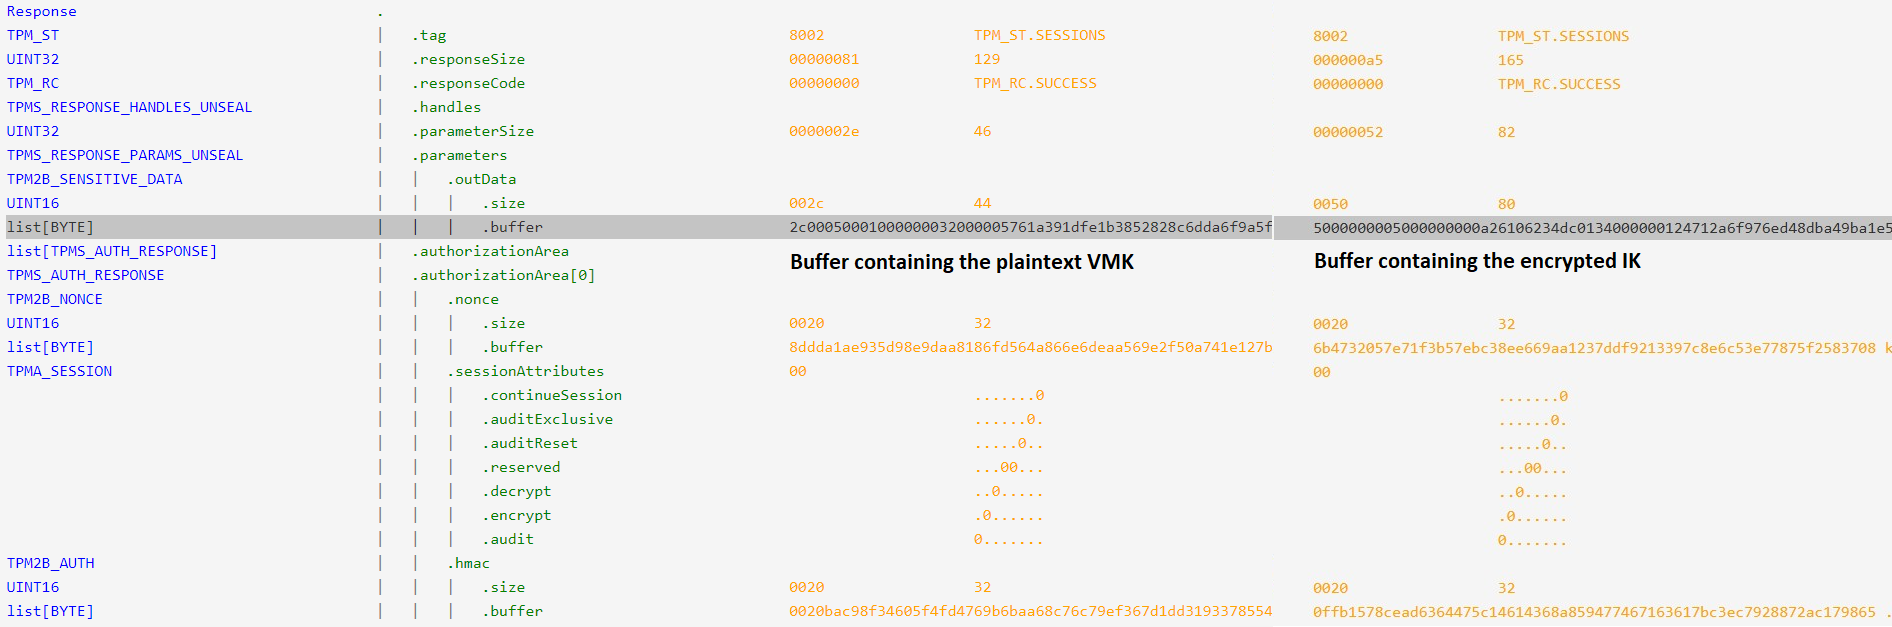 Response .
TPM_ST | .tag 8002 TPM_ST.SESSIONS 8002 TPM_ST.SESSIONS
UINT32 | .responseSize 00000081 129 000000a5 165
TPM_RC | .responseCode 00000000 TPM_RC.SUCCESS 00000000 TPM_RC.SUCCESS
TPMS_RESPONSE_HANDLES_UNSEAL | .handles
UINT32 | .parameterSize 0000002e 46 00000052 82
TPMS_RESPONSE_PARAMS_UNSEAL | .parameters
TPM2B_SENSITIVE_DATA | | .outData
UINT16 | | | .size 002c 44 0050 80
list[BYTE] | | | .buffer 2c00050001000000032000005761a391dfe1b3852828c6dda6f9a5f 5000000005000000000a26106234dc0134000000124712a6f976ed48dba49ba1e5
list[TPMS_AUTH_RESPONSE] | .authorizationArea
Buffer containing the plaintext VMK Buffer containing the encrypted IK
TPMS_AUTH_RESPONSE | .authorizationArea[0]
TPM2B_NONCE | | .nonce
UINT16 | | | .size 0020 32 0020 32
list[BYTE] | | | .buffer 8ddda1ae935d98e9daa8186fd564a866e6deaa569e2f50a741e127b 6b4732057e71f3b57ebc38ee669aa1237ddf9213397c8e6c53e77875f2583708 k
TPMA_SESSION | | .sessionAttributes 00 00
| | | .continueSession .......0 .......0
| | | .auditExclusive ......0. ......0.
| | | .auditReset .....0.. .....0..
| | | .reserved ...00... ...00...
| | | .decrypt ..0..... ..0.....
| | | .encrypt .0...... .0......
| | | .audit 0....... 0.......
TPM2B_AUTH | | .hmac
UINT16 | | | .size 0020 32 0020 32
list[BYTE] | | | .buffer 0020bac98f34605f4fd4769b6baa68c76c79ef367d1dd3193378554 0ffb1578cead6364475c14614368a859477467163617bc3ec7928872ac179865 .